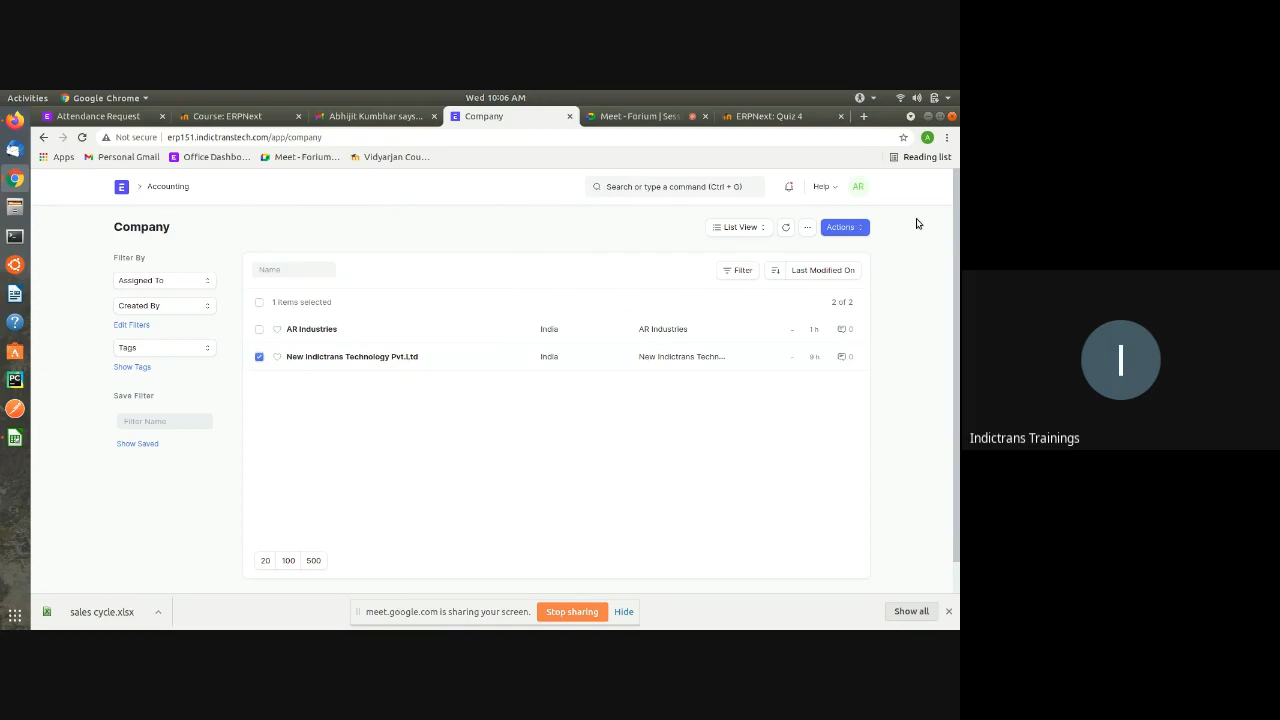 Activities
Google Chrome
Wed 10:06 AM
Attendance Request
Course: ERPNext
Abhijit Kumbhar says...
Company
Meet - Forium | Sess
ERPNext: Quiz 4
Not secure | erp151.indictranstech.com/app/company
Apps
Personal Gmail
Office Dashbo...
Meet - Forium...
Vidyarjan Cou...
Reading list
E
Accounting
Search or type a command (Ctrl + G)
Help
AR
Company
List View
...
Actions
Filter By
Assigned To
Created By
Edit Filters
Tags
Show Tags
Save Filter
Filter Name
Show Saved
Name
Filter
Last Modified On
1 items selected
2 of 2
AR Industries
India
AR Industries
- 1 h
0
New Indictrans Technology Pvt.Ltd
India
New Indictrans Techn...
- 9 h
0
20 100 500
sales cycle.xlsx
meet.google.com is sharing your screen.
Stop sharing
Hide
Show all
I
Indictrans Trainings